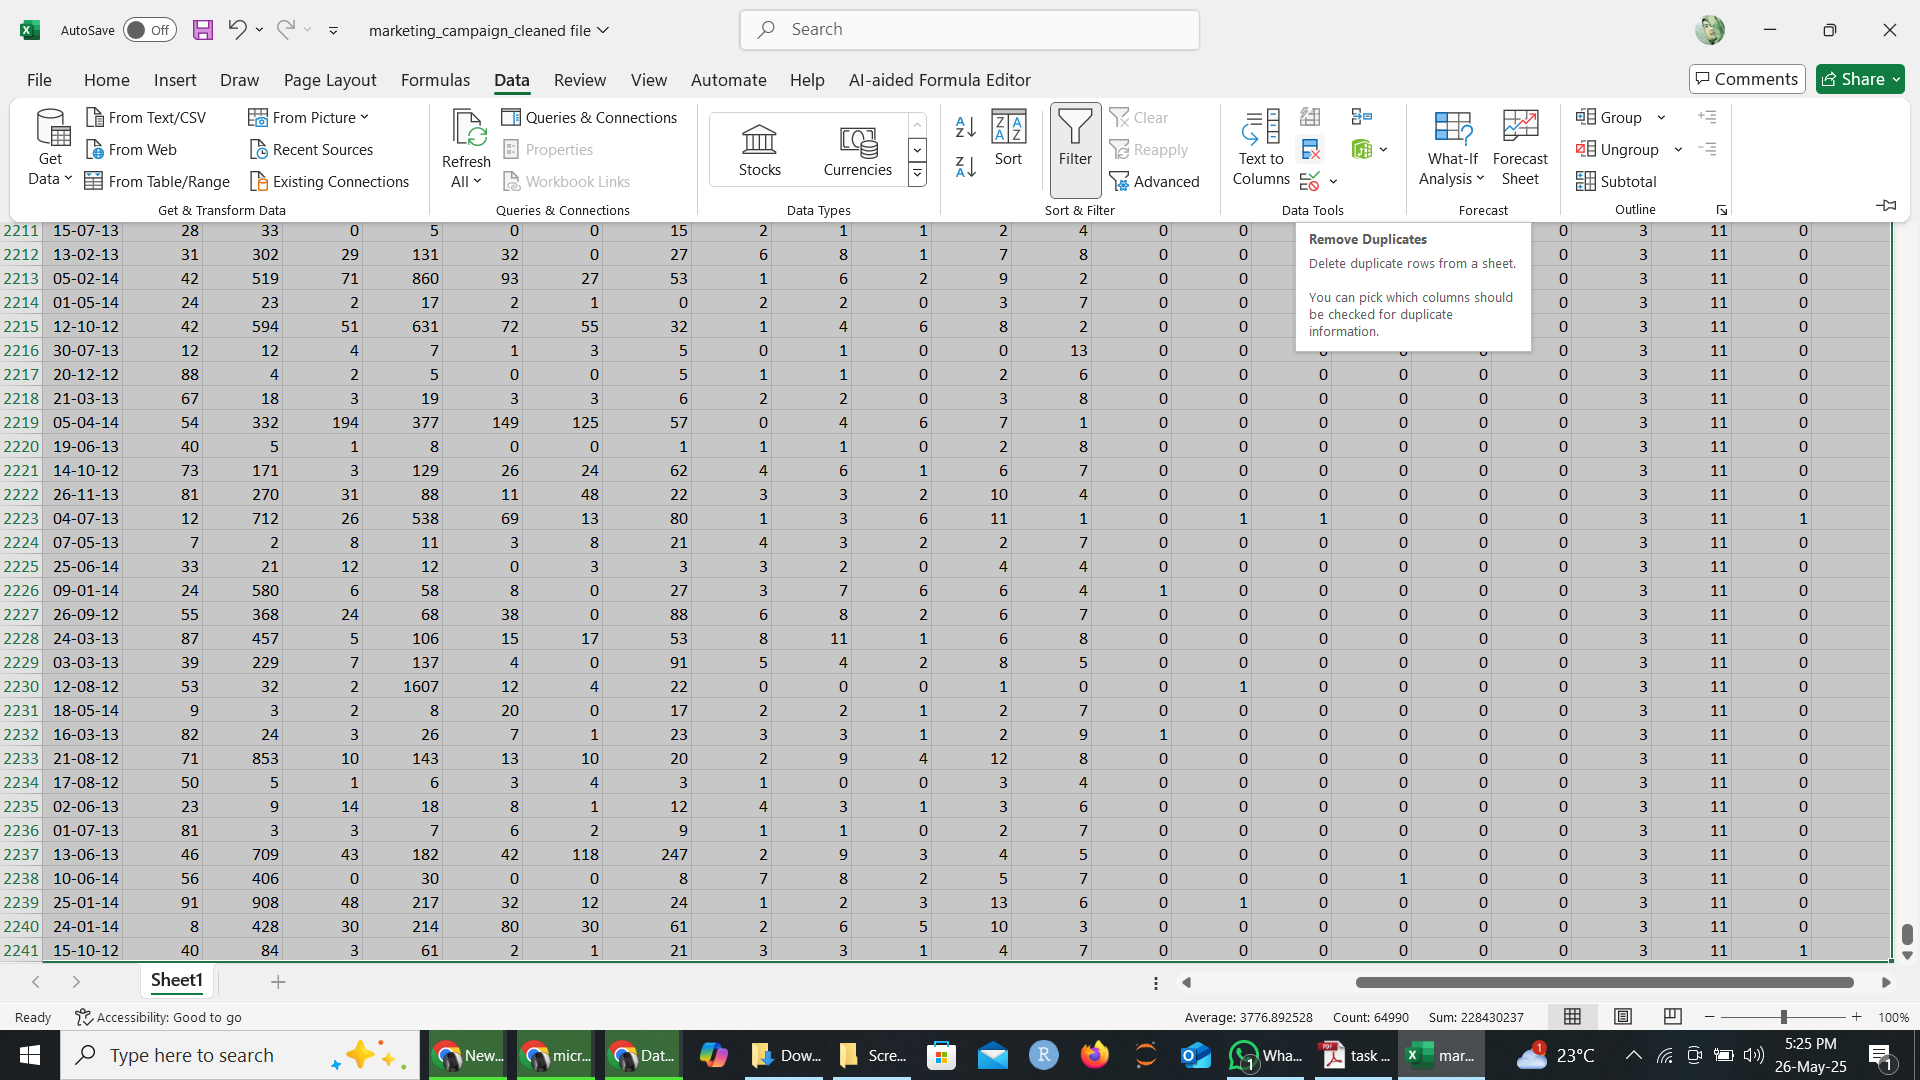 AutoSave Off marketing_campaign_cleaned file Search
File Home Insert Draw Page Layout Formulas Data Review View Automate Help AI-aided Formula Editor Comments Share
Get Data
From Text/CSV
From Web
From Table/Range
From Picture
Recent Sources
Existing Connections
Get & Transform Data
Refresh All
Queries & Connections
Properties
Workbook Links
Queries & Connections
Stocks
Currencies
Data Types
Sort
Filter
Clear
Reapply
Advanced
Sort & Filter
Text to Columns
Data Tools
What-If Analysis
Forecast Sheet
Forecast
Group
Ungroup
Subtotal
Outline
Remove Duplicates
Delete duplicate rows from a sheet.
You can pick which columns should
be checked for duplicate
information.
2211 15-07-13 28 33 0 5 0 0 15 2 1 1 2 4 0 0 0 3 11 0
2212 13-02-13 31 302 29 131 32 0 27 6 8 1 7 8 0 0 0 3 11 0
2213 05-02-14 42 519 71 860 93 27 53 1 6 2 9 2 0 0 0 3 11 0
2214 01-05-14 24 23 2 17 2 1 0 2 2 0 3 7 0 0 0 3 11 0
2215 12-10-12 42 594 51 631 72 55 32 1 4 6 8 2 0 0 0 3 11 0
2216 30-07-13 12 12 4 7 1 3 5 0 1 0 0 13 0 0 0 3 11 0
2217 20-12-12 88 4 2 5 0 0 5 1 1 0 2 6 0 0 0 0 0 0 3 11 0
2218 21-03-13 67 18 3 19 3 3 6 2 2 0 3 8 0 0 0 0 0 0 3 11 0
2219 05-04-14 54 332 194 377 149 125 57 0 4 6 7 1 0 0 0 0 0 0 3 11 0
2220 19-06-13 40 5 1 8 0 0 1 1 1 0 2 8 0 0 0 0 0 0 3 11 0
2221 14-10-12 73 171 3 129 26 24 62 4 6 1 6 7 0 0 0 0 0 0 3 11 0
2222 26-11-13 81 270 31 88 11 48 22 3 3 2 10 4 0 0 0 0 0 0 3 11 0
2223 04-07-13 12 712 26 538 69 13 80 1 3 6 11 1 0 1 1 0 0 0 3 11 1
2224 07-05-13 7 2 8 11 3 8 21 4 3 2 2 7 0 0 0 0 0 0 3 11 0
2225 25-06-14 33 21 12 12 0 3 3 3 2 0 4 4 0 0 0 0 0 0 3 11 0
2226 09-01-14 24 580 6 58 8 0 27 3 7 6 6 4 1 0 0 0 0 0 3 11 0
2227 26-09-12 55 368 24 68 38 0 88 6 8 2 6 7 0 0 0 0 0 0 3 11 0
2228 24-03-13 87 457 5 106 15 17 53 8 11 1 6 8 0 0 0 0 0 0 3 11 0
2229 03-03-13 39 229 7 137 4 0 91 5 4 2 8 5 0 0 0 0 0 0 3 11 0
2230 12-08-12 53 32 2 1607 12 4 22 0 0 0 1 0 0 1 0 0 0 0 3 11 0
2231 18-05-14 9 3 2 8 20 0 17 2 2 1 2 7 0 0 0 0 0 0 3 11 0
2232 16-03-13 82 24 3 26 7 1 23 3 3 1 2 9 1 0 0 0 0 0 3 11 0
2233 21-08-12 71 853 10 143 13 10 20 2 9 4 12 8 0 0 0 0 0 0 3 11 0
2234 17-08-12 50 5 1 6 3 4 3 1 0 0 3 4 0 0 0 0 0 0 3 11 0
2235 02-06-13 23 9 14 18 8 1 12 4 3 1 3 6 0 0 0 0 0 0 3 11 0
2236 01-07-13 81 3 3 7 6 2 9 1 1 0 2 7 0 0 0 0 0 0 3 11 0
2237 13-06-13 46 709 43 182 42 118 247 2 9 3 4 5 0 0 0 0 0 0 3 11 0
2238 10-06-14 56 406 0 30 0 0 8 7 8 2 5 7 0 0 0 1 0 0 3 11 0
2239 25-01-14 91 908 48 217 32 12 24 1 2 3 13 6 0 1 0 0 0 0 3 11 0
2240 24-01-14 8 428 30 214 80 30 61 2 6 5 10 3 0 0 0 0 0 0 3 11 0
2241 15-10-12 40 84 3 61 2 1 21 3 3 1 4 7 0 0 0 0 0 0 3 11 1
Sheet1
Ready Accessibility: Good to go Average: 3776.892528 Count: 64990 Sum: 228430237 100%
Type here to search New... micr... Dat... Dow... Scre... Wha... task ... mar... 23°C 5:25 PM
26-May-25